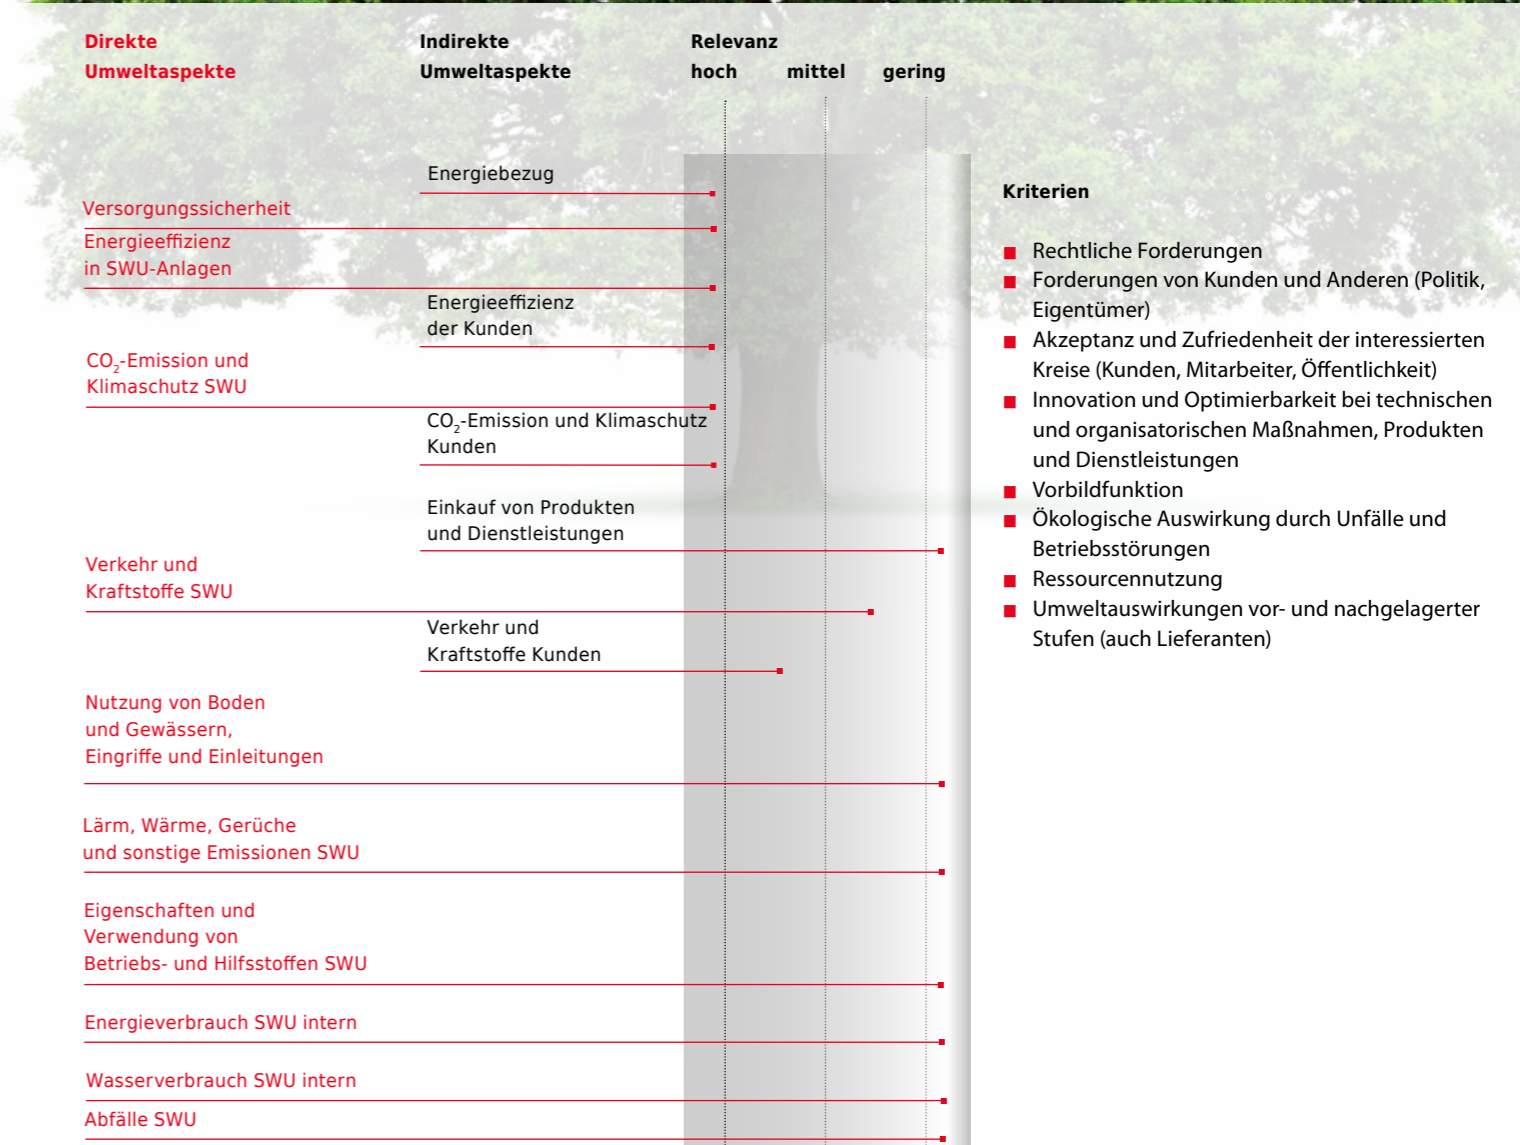 Direkte
Umweltaspekte
Indirekte
Umweltaspekte
Relevanz
hoch mittel gering
Energiebezug
Versorgungssicherheit
Energieeffizienz
in SWU-Anlagen
Energieeffizienz
der Kunden
CO₂-Emission und
Klimaschutz SWU
CO₂-Emission und Klimaschutz
Kunden
Einkauf von Produkten
und Dienstleistungen
Verkehr und
Kraftstoffe SWU
Verkehr und
Kraftstoffe Kunden
Nutzung von Boden
und Gewässern,
Eingriffe und Einleitungen
Lärm, Wärme, Gerüche
und sonstige Emissionen SWU
Eigenschaften und
Verwendung von
Betriebs- und Hilfsstoffen SWU
Energieverbrauch SWU intern
Wasserverbrauch SWU intern
Abfälle SWU
Kriterien
Rechtliche Forderungen
Forderungen von Kunden und Anderen (Politik,
Eigentümer)
Akzeptanz und Zufriedenheit der interessierten
Kreise (Kunden, Mitarbeiter, Öffentlichkeit)
Innovation und Optimierbarkeit bei technischen
und organisatorischen Maßnahmen, Produkten
und Dienstleistungen
Vorbildfunktion
Ökologische Auswirkung durch Unfälle und
Betriebsstörungen
Ressourcennutzung
Umweltauswirkungen vor- und nachgelagerter
Stufen (auch Lieferanten)